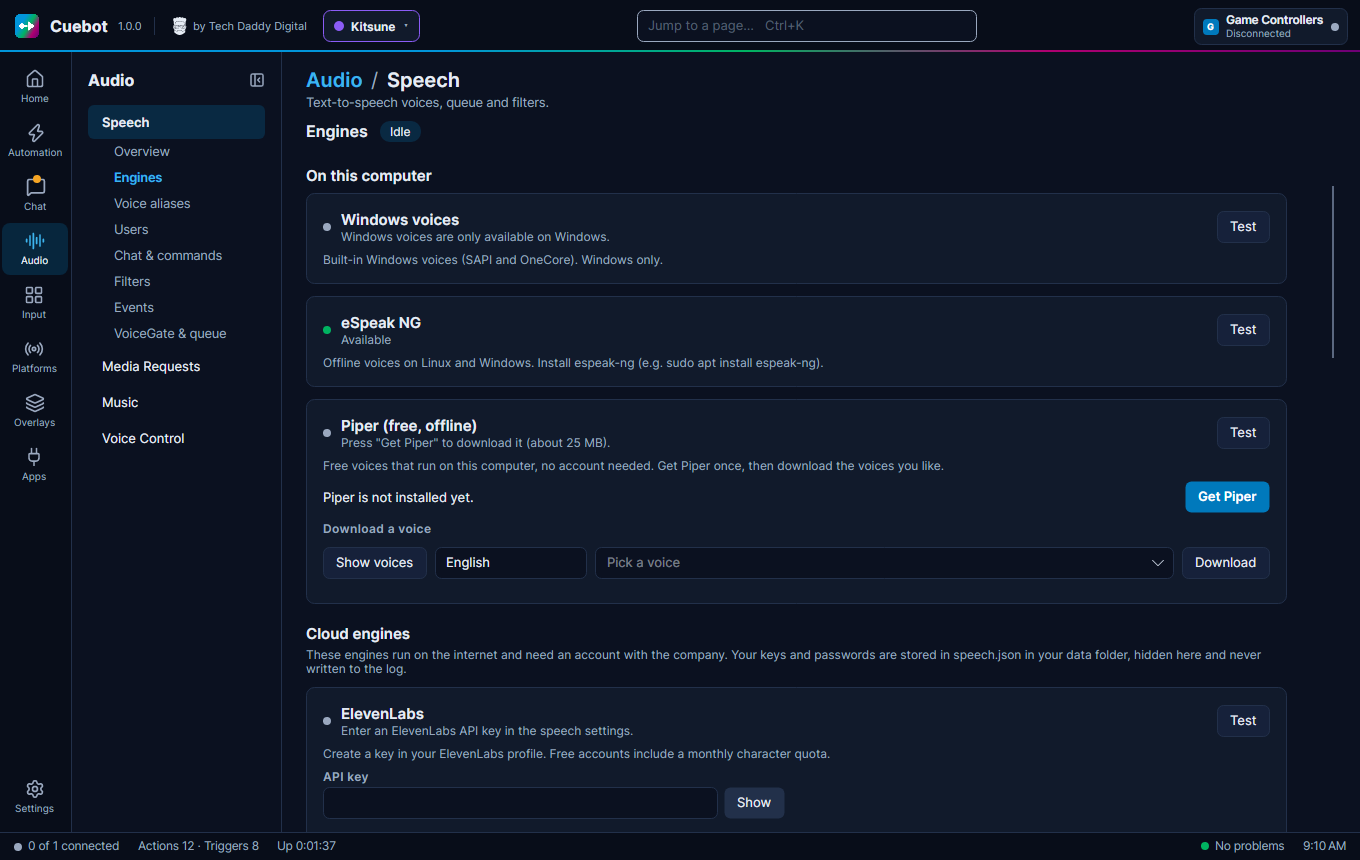 Cuebot 1.0.0 by Tech Daddy Digital Kitsune
Jump to a page... Ctrl+K
G Game Controllers
Disconnected
Home
Automation
Chat
Audio
Input
Platforms
Overlays
Apps
Settings
Audio
Speech
Overview
Engines
Voice aliases
Users
Chat & commands
Filters
Events
VoiceGate & queue
Media Requests
Music
Voice Control
Audio / Speech
Text-to-speech voices, queue and filters.
Engines Idle
On this computer
Windows voices
Windows voices are only available on Windows.
Test
Built-in Windows voices (SAPI and OneCore). Windows only.
eSpeak NG
Available
Test
Offline voices on Linux and Windows. Install espeak-ng (e.g. sudo apt install espeak-ng).
Piper (free, offline)
Press "Get Piper" to download it (about 25 MB).
Test
Free voices that run on this computer, no account needed. Get Piper once, then download the voices you like.
Piper is not installed yet. Get Piper
Download a voice
Show voices English Pick a voice Download
Cloud engines
These engines run on the internet and need an account with the company. Your keys and passwords are stored in speech.json in your data folder, hidden here and never
written to the log.
ElevenLabs
Enter an ElevenLabs API key in the speech settings.
Test
Create a key in your ElevenLabs profile. Free accounts include a monthly character quota.
API key
Show
0 of 1 connected Actions 12 · Triggers 8 Up 0:01:37 No problems 9:10 AM